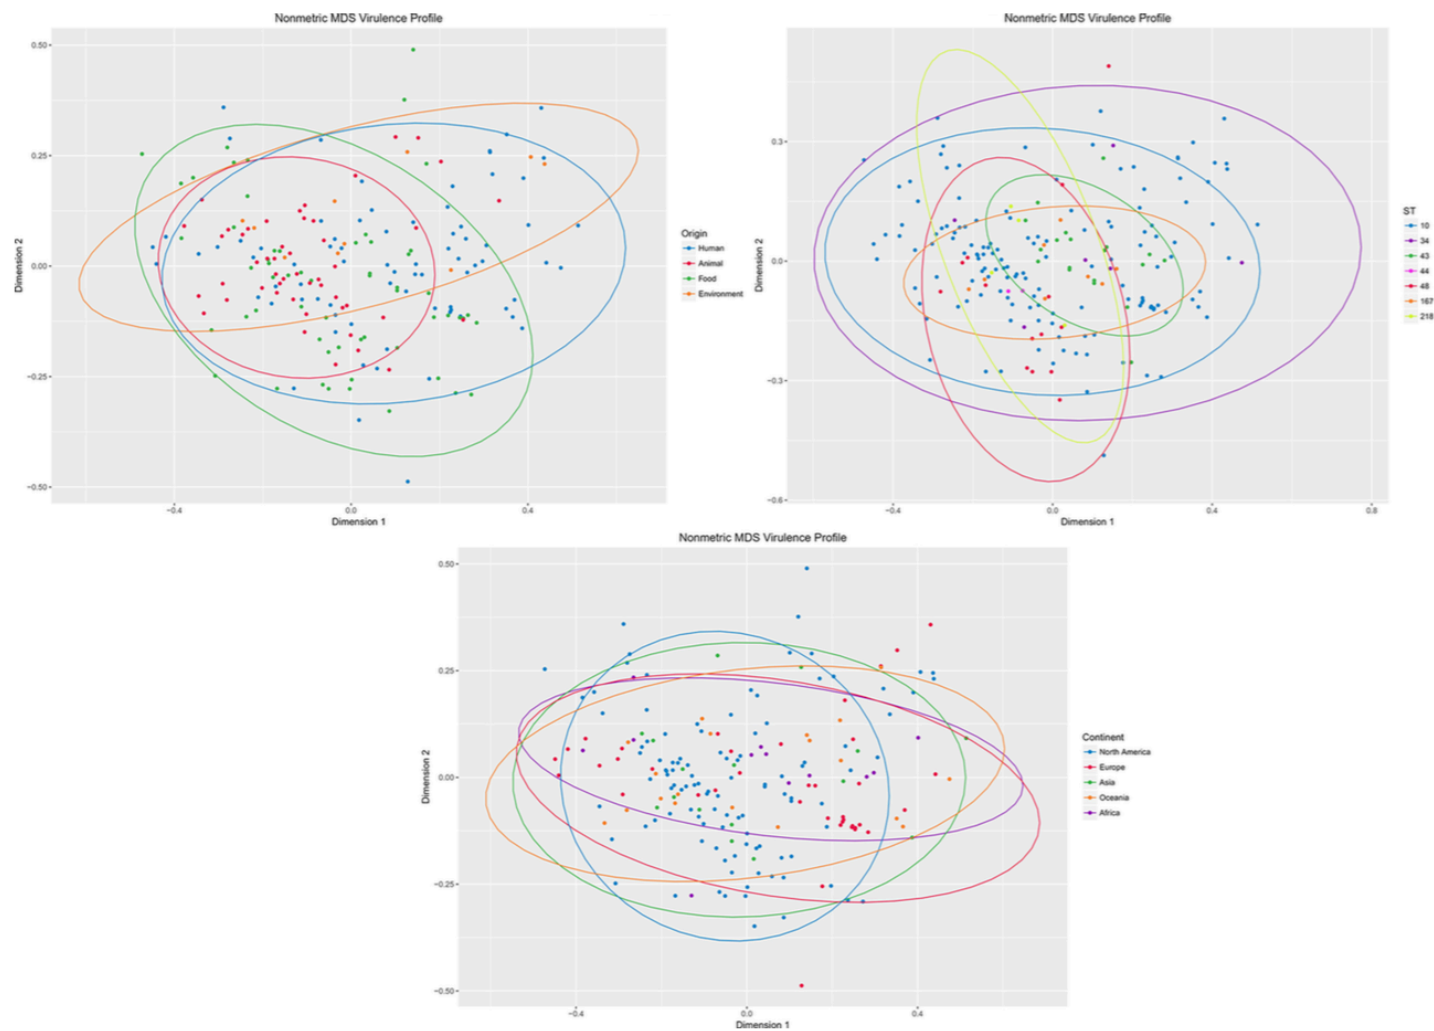 Nonmetric MDS Virulence Profile
0.50
0.25
0.00
−0.25
−0.50
Dimension 2
−0.4
0.0
0.4
Dimension 1
Origin
Human
Animal
Food
Environment
Nonmetric MDS Virulence Profile
0.3
0.0
−0.3
−0.6
Dimension 2
−0.4
0.0
0.4
0.8
Dimension 1
ST
10
34
43
44
48
167
218
Nonmetric MDS Virulence Profile
0.50
0.25
0.00
−0.25
−0.50
Dimension 2
−0.4
0.0
0.4
Dimension 1
Continent
North America
Europe
Asia
Oceania
Africa